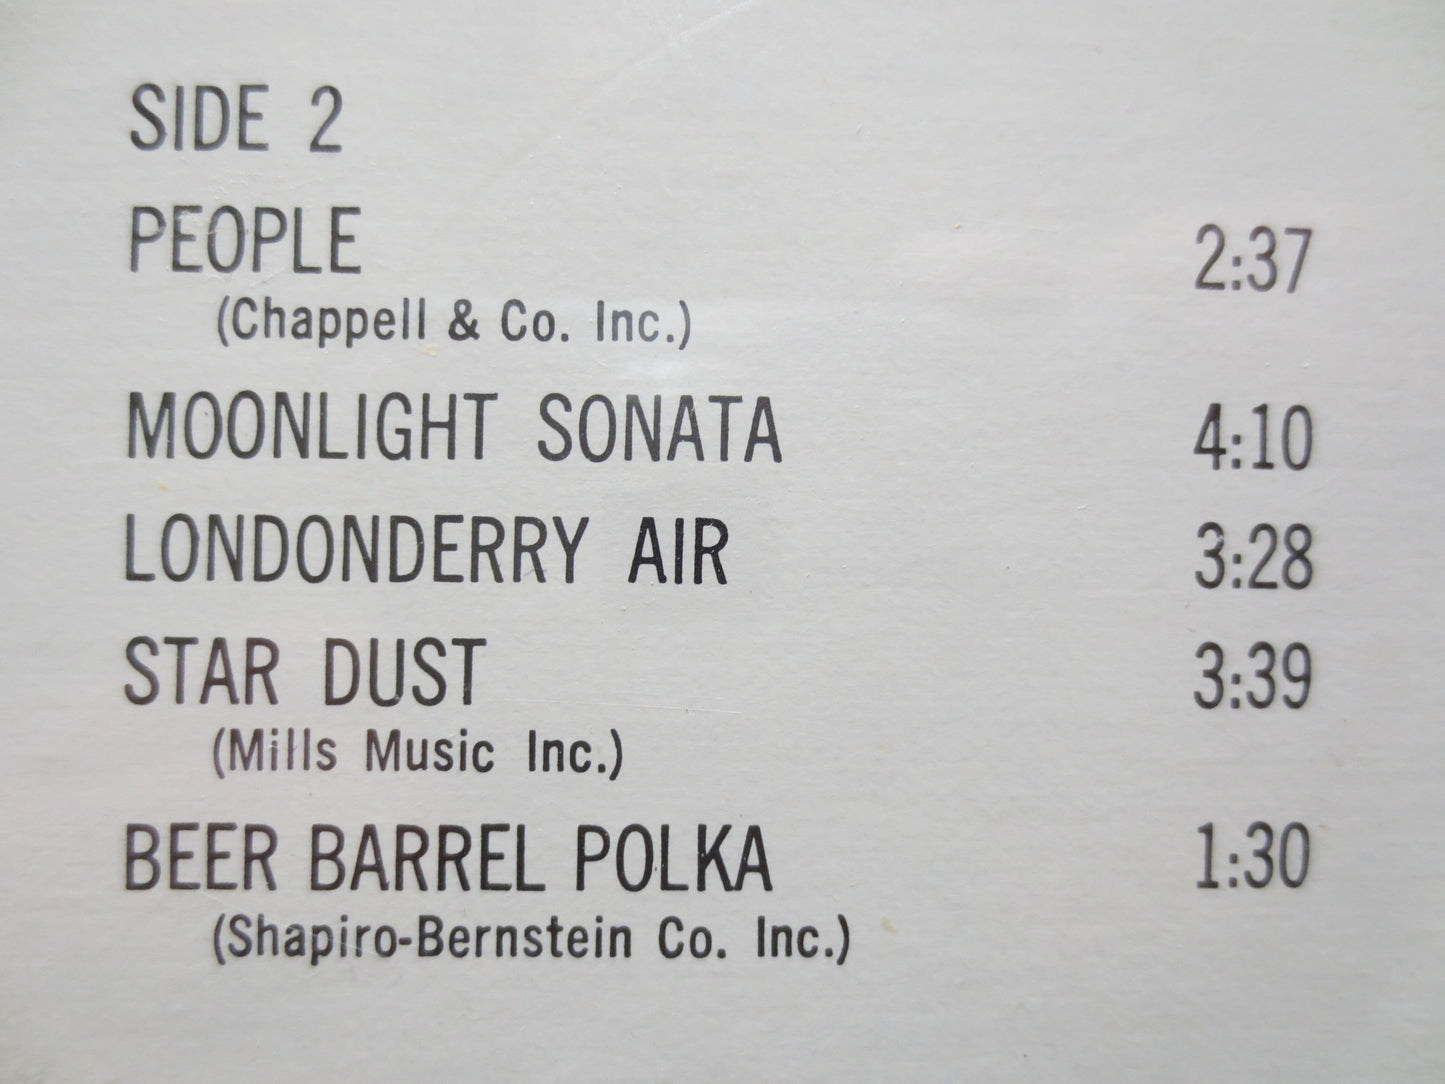 SIDE 2
PEOPLE 2:37
(Chappell & Co. Inc.)
MOONLIGHT SONATA 4:10
LONDONDERRY AIR 3:28
STAR DUST 3:39
(Mills Music Inc.)
BEER BARREL POLKA 1:30
(Shapiro-Bernstein Co. Inc.)